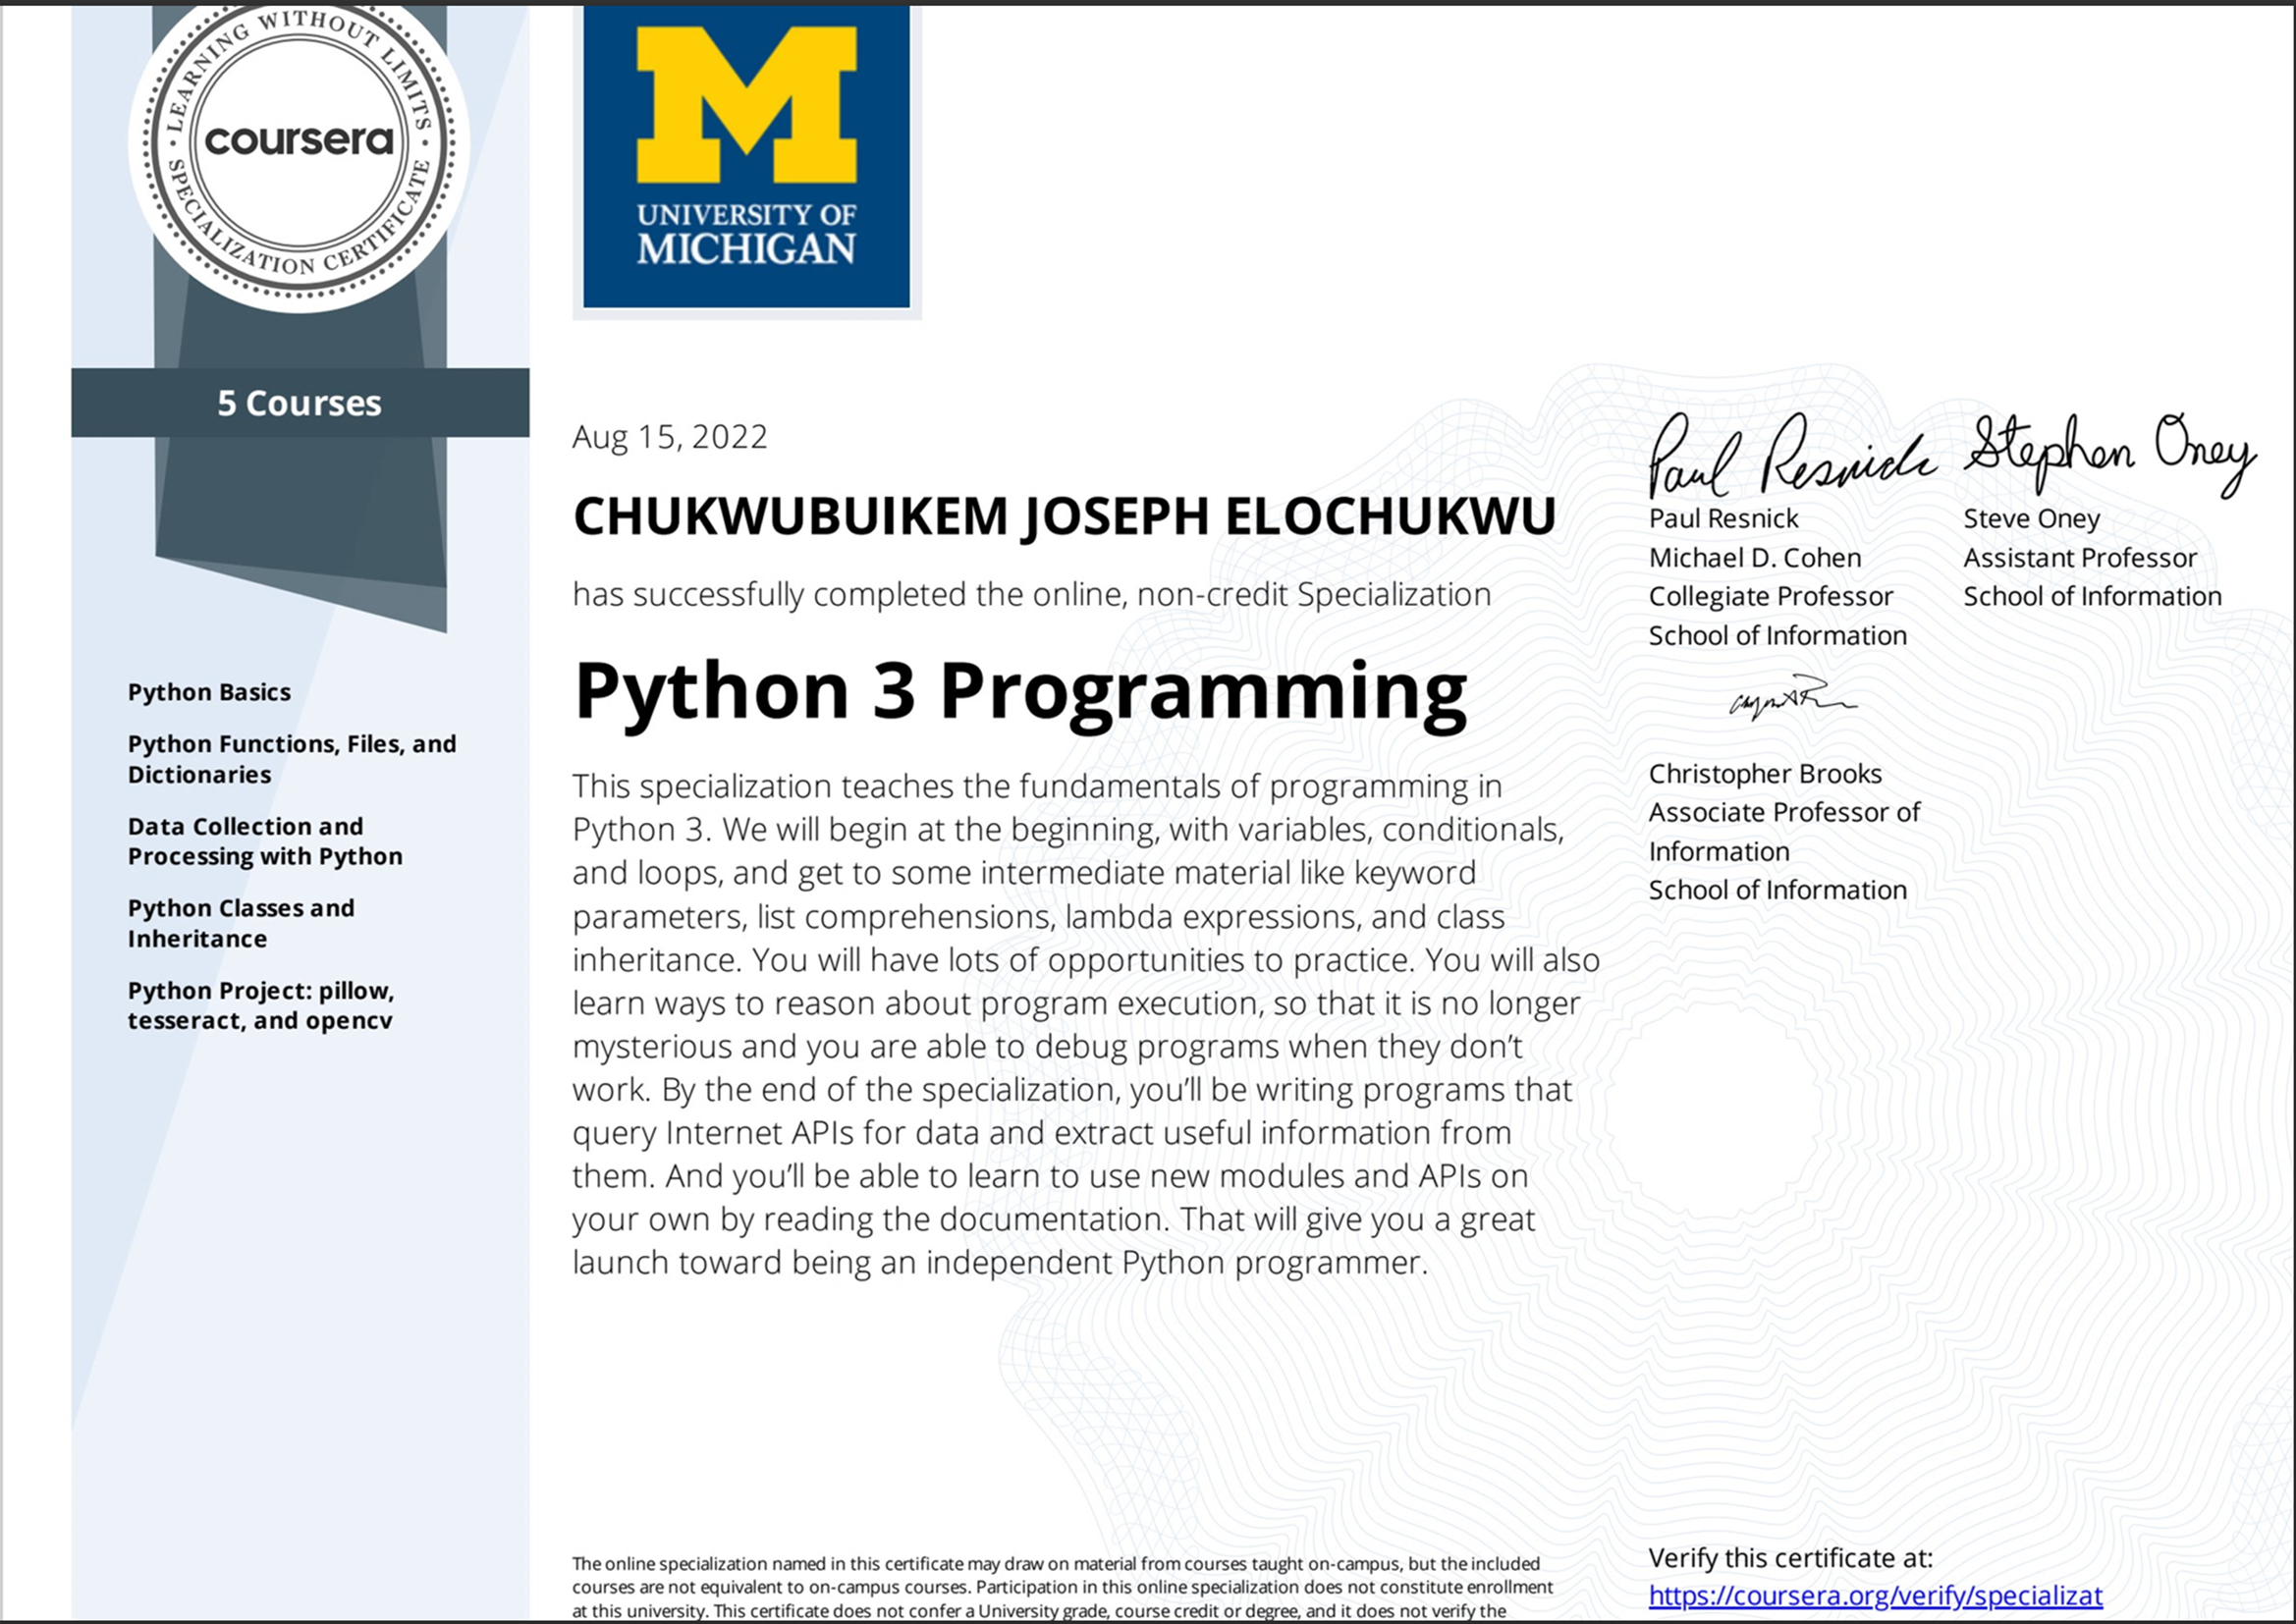 LEARNING WITHOUT LIMITS
coursera
SPECIALIZATION CERTIFICATE
5 Courses
Python Basics
Python Functions, Files, and
Dictionaries
Data Collection and
Processing with Python
Python Classes and
Inheritance
Python Project: pillow,
tesseract, and opencv
M
UNIVERSITY OF
MICHIGAN
Aug 15, 2022
CHUKWUBUIKEM JOSEPH ELOCHUKWU
has successfully completed the online, non-credit Specialization
Python 3 Programming
This specialization teaches the fundamentals of programming in
Python 3. We will begin at the beginning, with variables, conditionals,
and loops, and get to some intermediate material like keyword
parameters, list comprehensions, lambda expressions, and class
inheritance. You will have lots of opportunities to practice. You will also
learn ways to reason about program execution, so that it is no longer
mysterious and you are able to debug programs when they don’t
work. By the end of the specialization, you’ll be writing programs that
query Internet APIs for data and extract useful information from
them. And you’ll be able to learn to use new modules and APIs on
your own by reading the documentation. That will give you a great
launch toward being an independent Python programmer.
The online specialization named in this certificate may draw on material from courses taught on-campus, but the included
courses are not equivalent to on-campus courses. Participation in this online specialization does not constitute enrollment
at this university. This certificate does not confer a University grade, course credit or degree, and it does not verify the
Paul Resnick
Paul Resnick
Michael D. Cohen
Collegiate Professor
School of Information
Stephen Oney
Steve Oney
Assistant Professor
School of Information
Christopher Brooks
Associate Professor of
Information
School of Information
Verify this certificate at:
https://coursera.org/verify/specializat